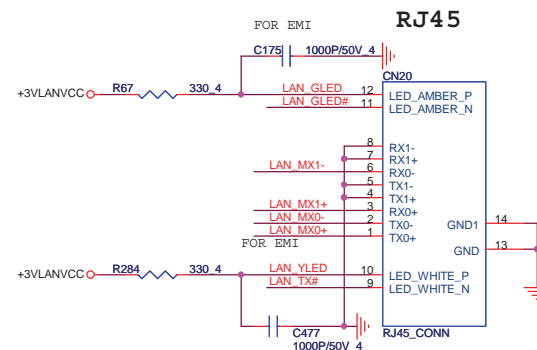 RJ45
FOR EMI
C175 1000P/50V_4
CN20
+3VLANVCC R67 330_4 LAN_GLED 12 LED_AMBER_P
LAN_GLED# 11 LED_AMBER_N
8 RX1-
7 RX1+
LAN_MX1- 6 RX0-
5 TX1-
4 TX1+
LAN_MX1+ 3 RX0+
LAN_MX0- 2 TX0- GND1 14
LAN_MX0+ 1 TX0+
FOR EMI GND 13
+3VLANVCC R284 330_4 LAN_YLED 10 LED_WHITE_P
LAN_TX# 9 LED_WHITE_N
C477 RJ45_CONN
1000P/50V_4